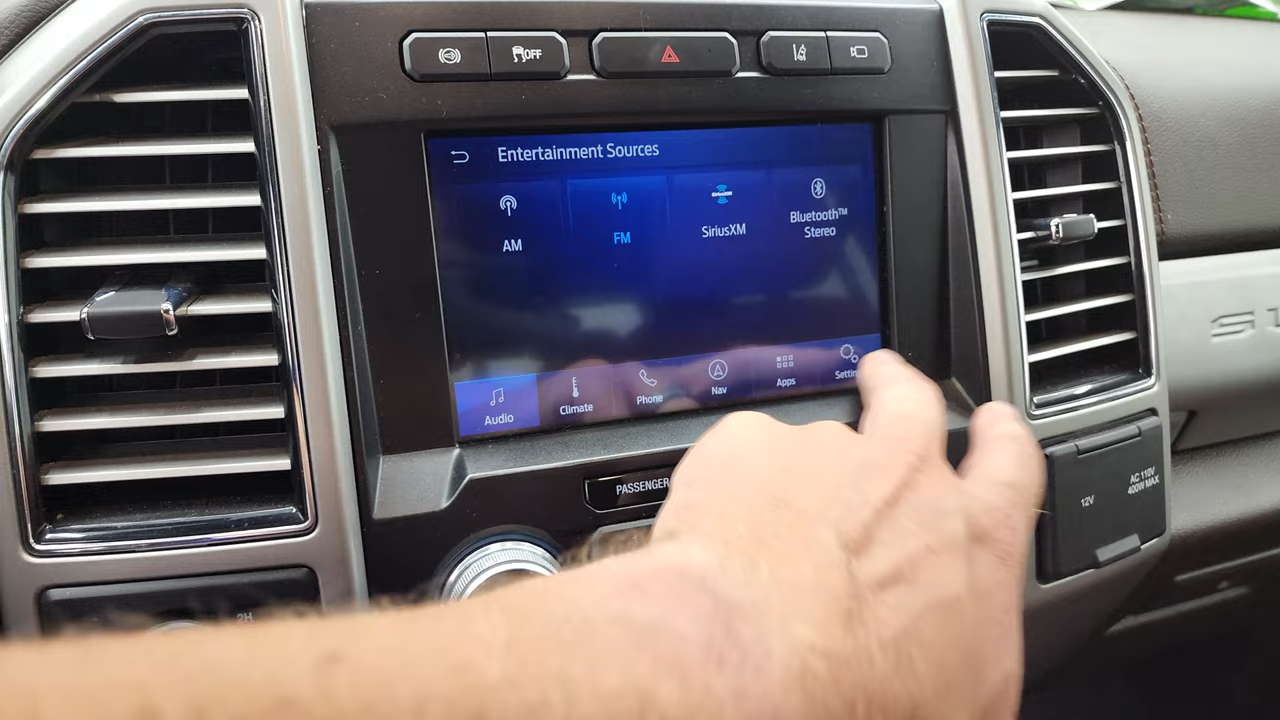 OFF
Entertainment Sources
AM
FM
SiriusXM
Bluetooth™
Stereo
Audio
Climate
Phone
Nav
Apps
Settin
PASSENGER
12V
AC 110V
400W MAX
2H